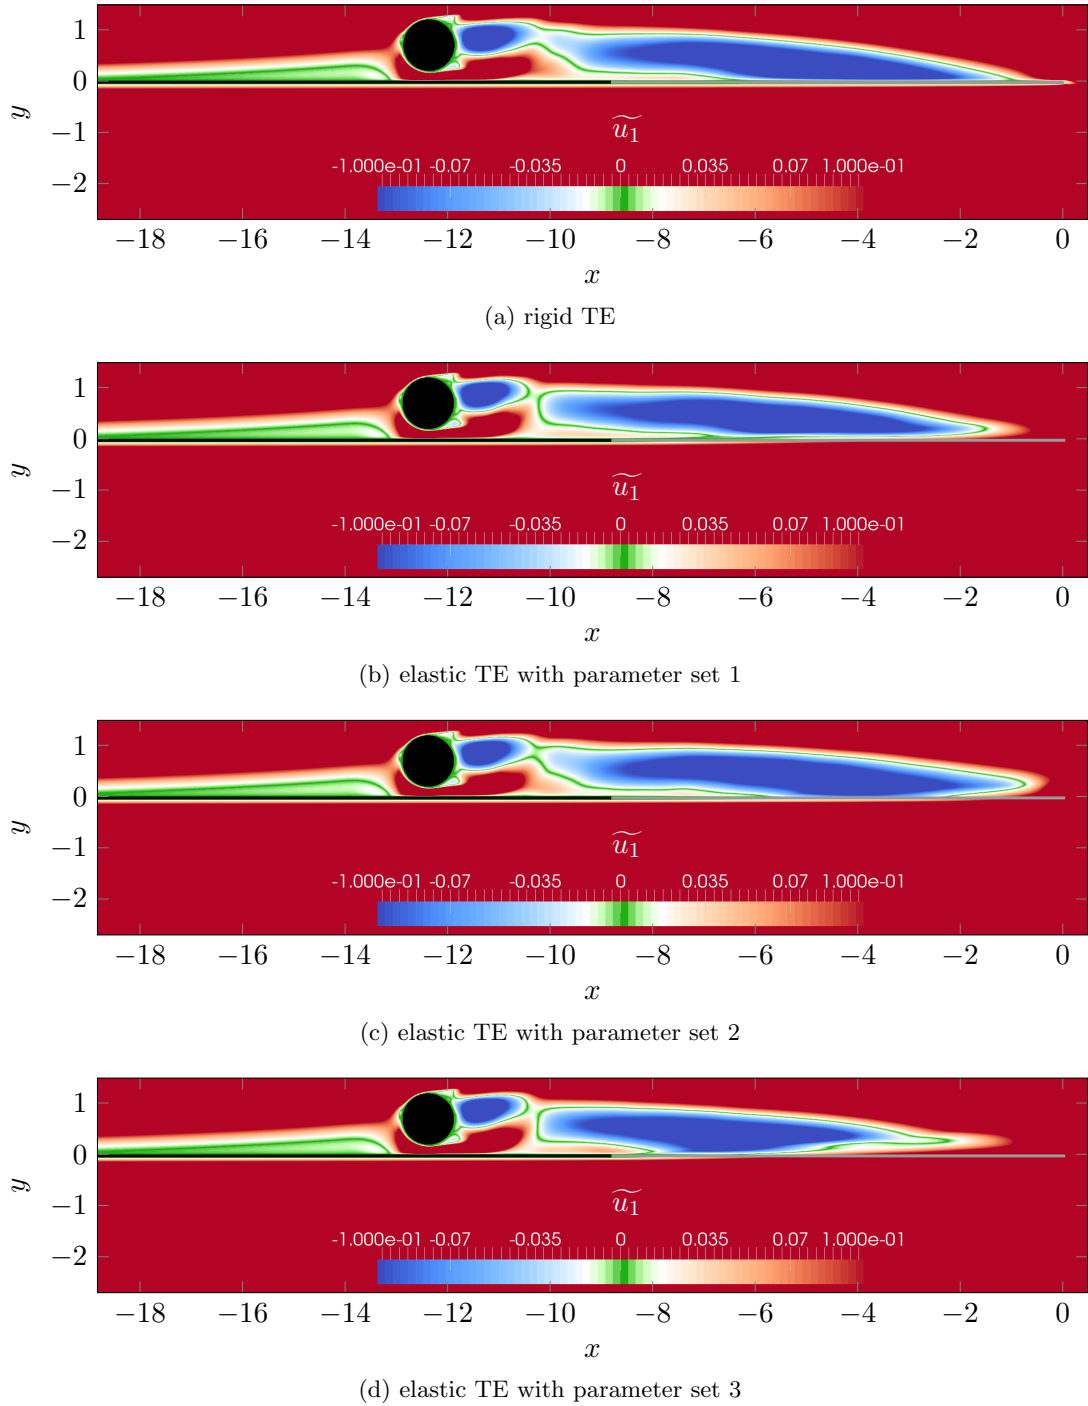 1
0
−1
−2
y
u₁
-1.000e-01 -0.07 -0.035 0 0.035 0.07 1.000e-01
−18 −16 −14 −12 −10 −8 −6 −4 −2 0
x
(a) rigid TE
1
0
−1
−2
y
u₁
-1.000e-01 -0.07 -0.035 0 0.035 0.07 1.000e-01
−18 −16 −14 −12 −10 −8 −6 −4 −2 0
x
(b) elastic TE with parameter set 1
1
0
−1
−2
y
u₁
-1.000e-01 -0.07 -0.035 0 0.035 0.07 1.000e-01
−18 −16 −14 −12 −10 −8 −6 −4 −2 0
x
(c) elastic TE with parameter set 2
1
0
−1
−2
y
u₁
-1.000e-01 -0.07 -0.035 0 0.035 0.07 1.000e-01
−18 −16 −14 −12 −10 −8 −6 −4 −2 0
x
(d) elastic TE with parameter set 3